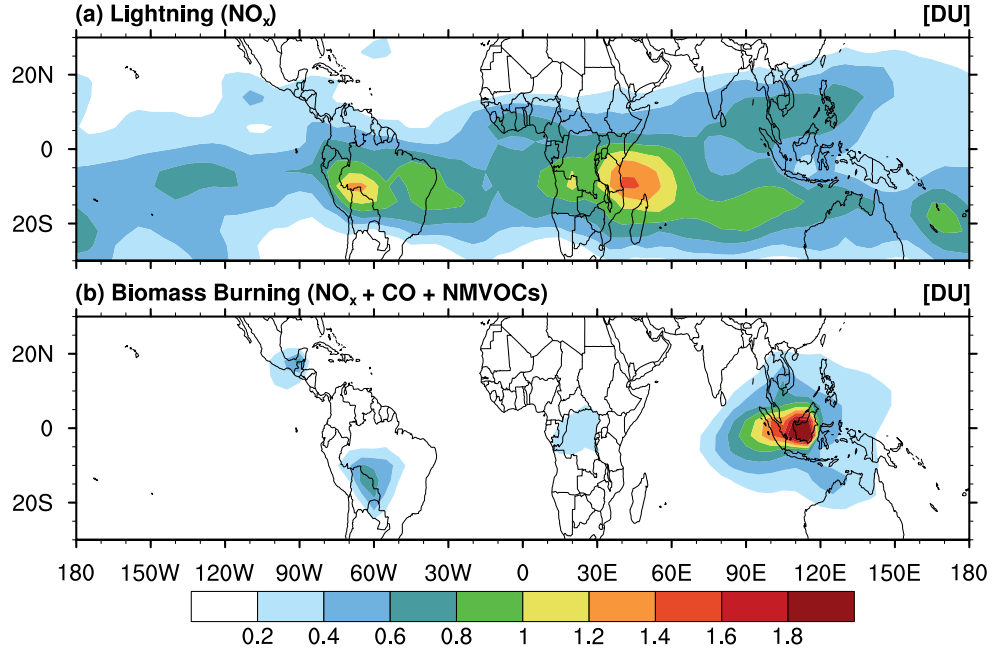 (a) Lightning (NOₓ) [DU]
20N
0
20S
(b) Biomass Burning (NOₓ + CO + NMVOCs) [DU]
20N
0
20S
180 150W 120W 90W 60W 30W 0 30E 60E 90E 120E 150E 180
0.2 0.4 0.6 0.8 1 1.2 1.4 1.6 1.8